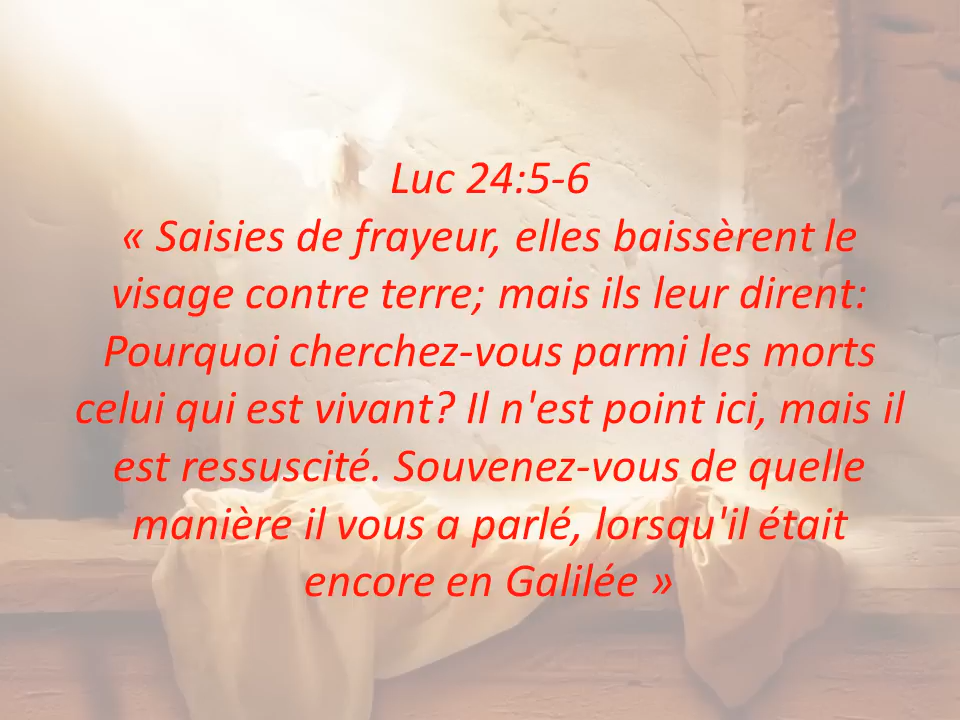 Luc 24:5-6
« Saisies de frayeur, elles baissèrent le
visage contre terre; mais ils leur dirent:
Pourquoi cherchez-vous parmi les morts
celui qui est vivant? Il n'est point ici, mais il
est ressuscité. Souvenez-vous de quelle
manière il vous a parlé, lorsqu'il était
encore en Galilée »